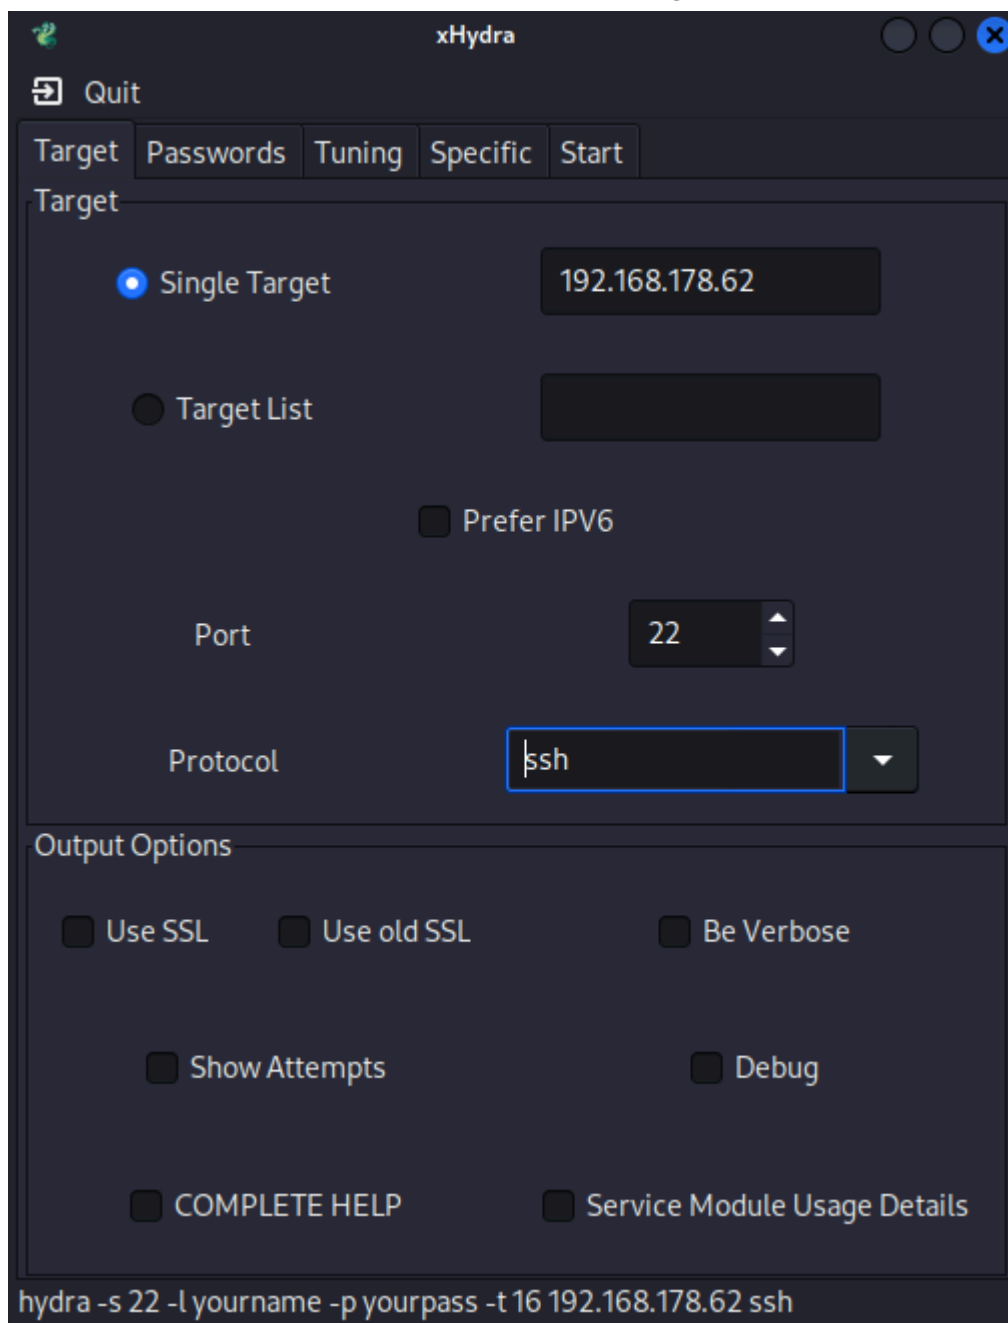 xHydra
Quit
Target Passwords Tuning Specific Start
Target
Single Target 192.168.178.62
Target List
Prefer IPV6
Port 22
Protocol ssh
Output Options
Use SSL Use old SSL Be Verbose
Show Attempts Debug
COMPLETE HELP Service Module Usage Details
hydra -s 22 -l yourname -p yourpass -t 16 192.168.178.62 ssh